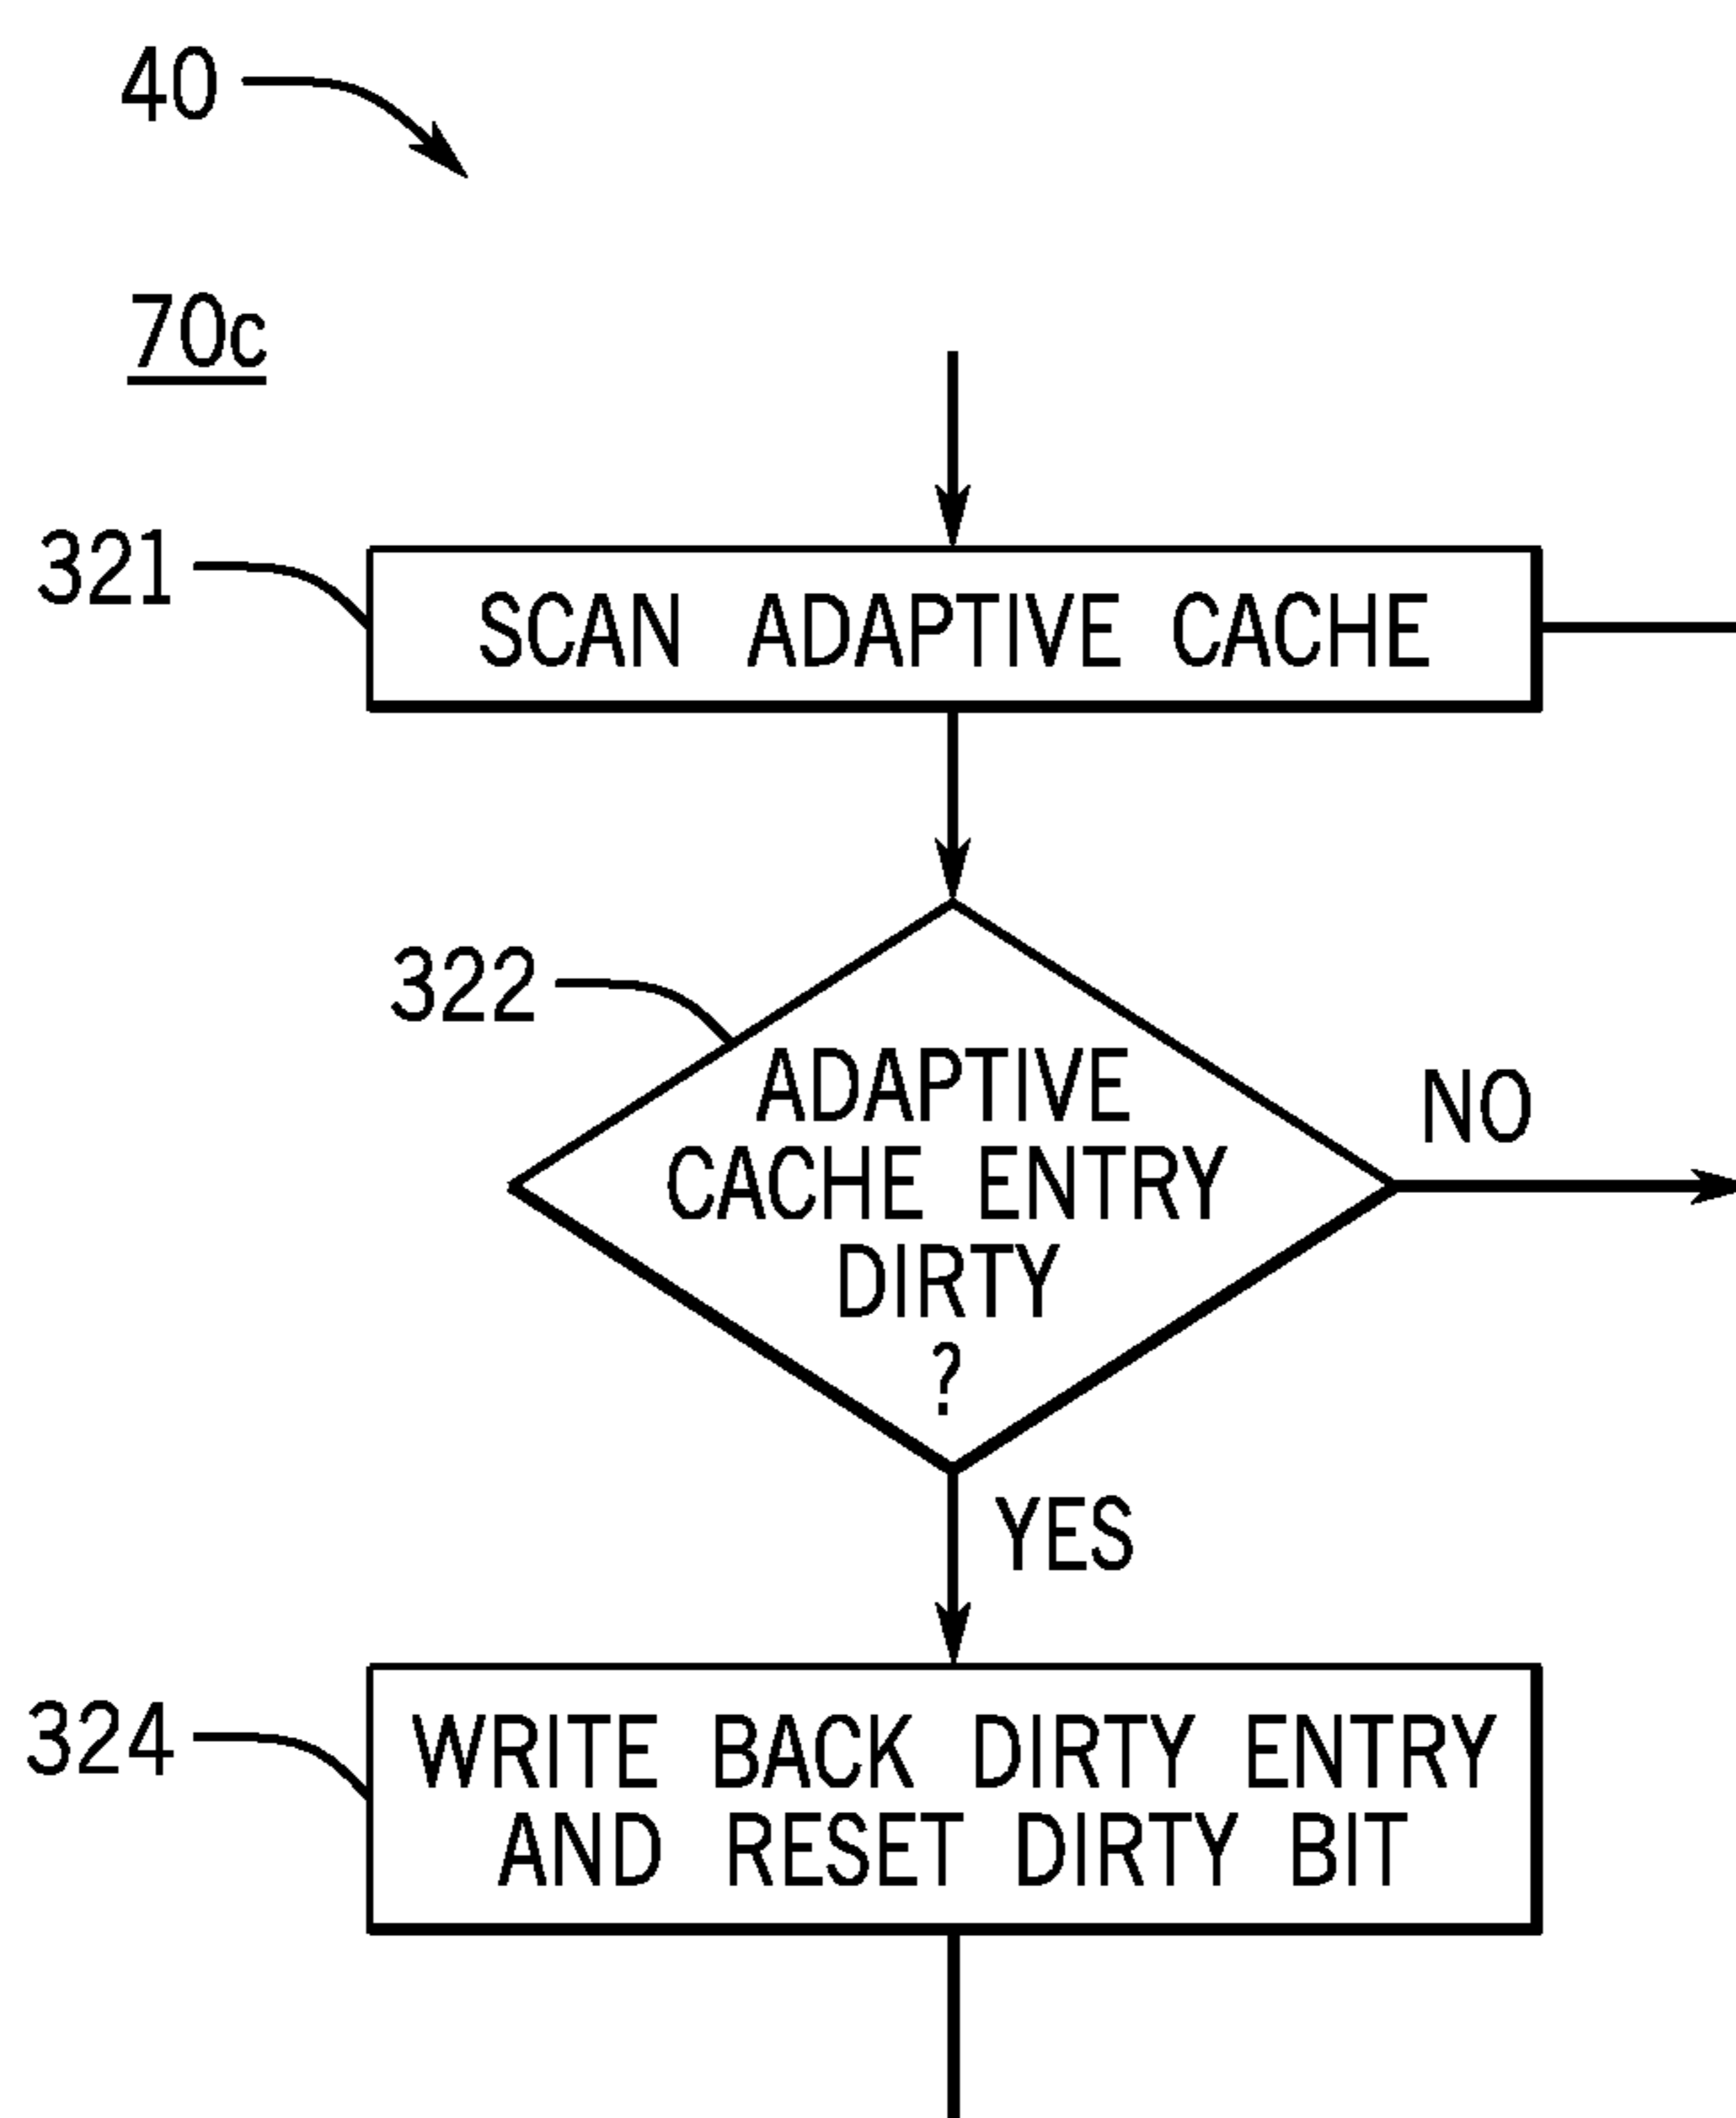 40
70c
321
SCAN ADAPTIVE CACHE
322
ADAPTIVE
CACHE ENTRY
DIRTY
?
NO
YES
324
WRITE BACK DIRTY ENTRY
AND RESET DIRTY BIT